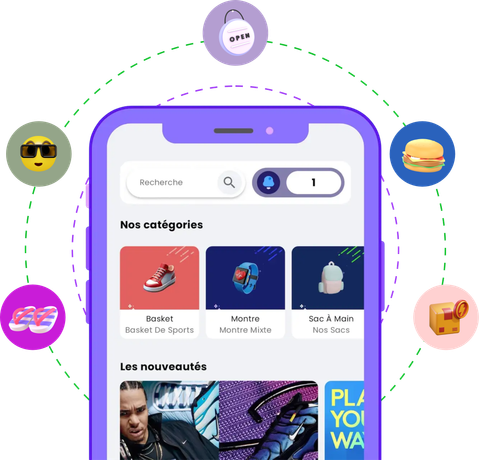 OPEN
Recherche
1
Nos catégories
Basket
Basket De Sports
Montre
Montre Mixte
Sac À Main
Nos Sacs
Les nouveautés
PLA
YOU
WA